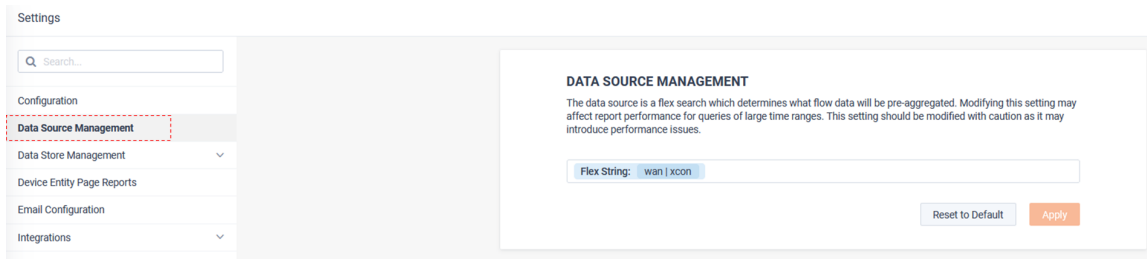 Settings
Search...
Configuration
Data Source Management
Data Store Management
Device Entity Page Reports
Email Configuration
Integrations
DATA SOURCE MANAGEMENT
The data source is a flex search which determines what flow data will be pre-aggregated. Modifying this setting may
affect report performance for queries of large time ranges. This setting should be modified with caution as it may
introduce performance issues.
Flex String: wan | xcon
Reset to Default Apply